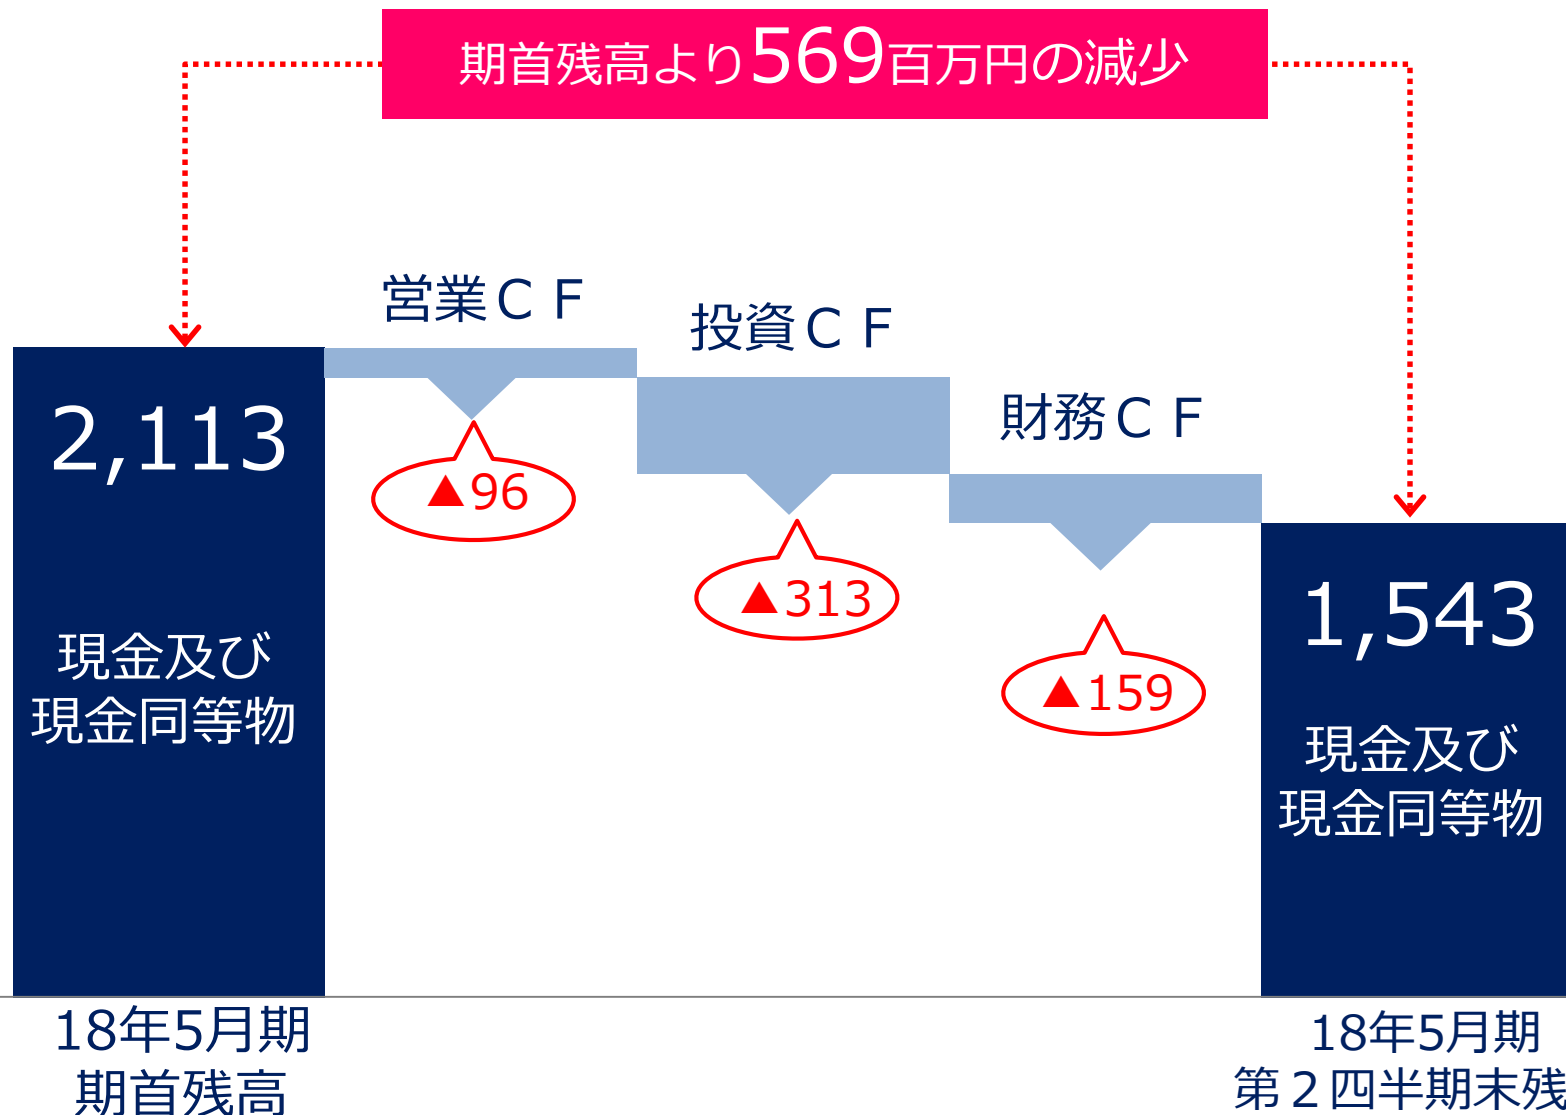 期首残高より569百万円の減少
営業ＣＦ
投資ＣＦ
財務ＣＦ
2,113
▲96
▲313
▲159
1,543
現金及び
現金同等物
現金及び
現金同等物
18年5月期
期首残高
18年5月期
第２四半期末残